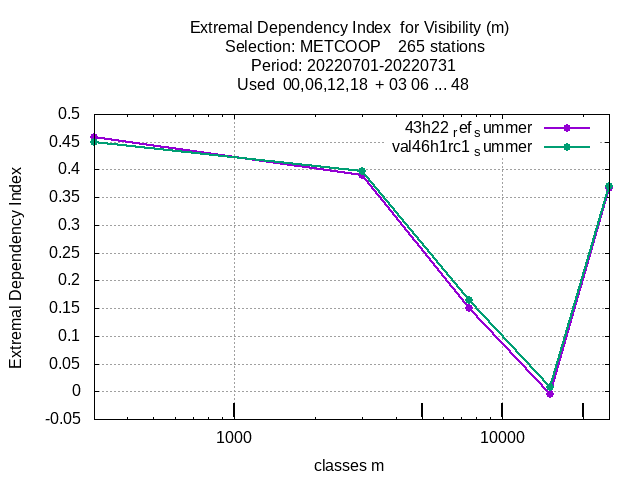 Extremal Dependency Index for Visibility (m)
Selection: METCOOP 265 stations
Period: 20220701-20220731
Used 00,06,12,18 + 03 06 ... 48
43h22 ref summer
val46h1rc1 summer
0.5
0.45
0.4
0.35
0.3
0.25
0.2
0.15
0.1
0.05
0
-0.05
Extremal Dependency Index
1000
10000
classes m